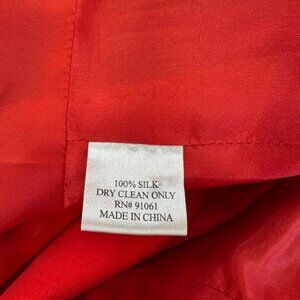 100% SILK
DRY CLEAN ONLY
RN# 91061
MADE IN CHINA